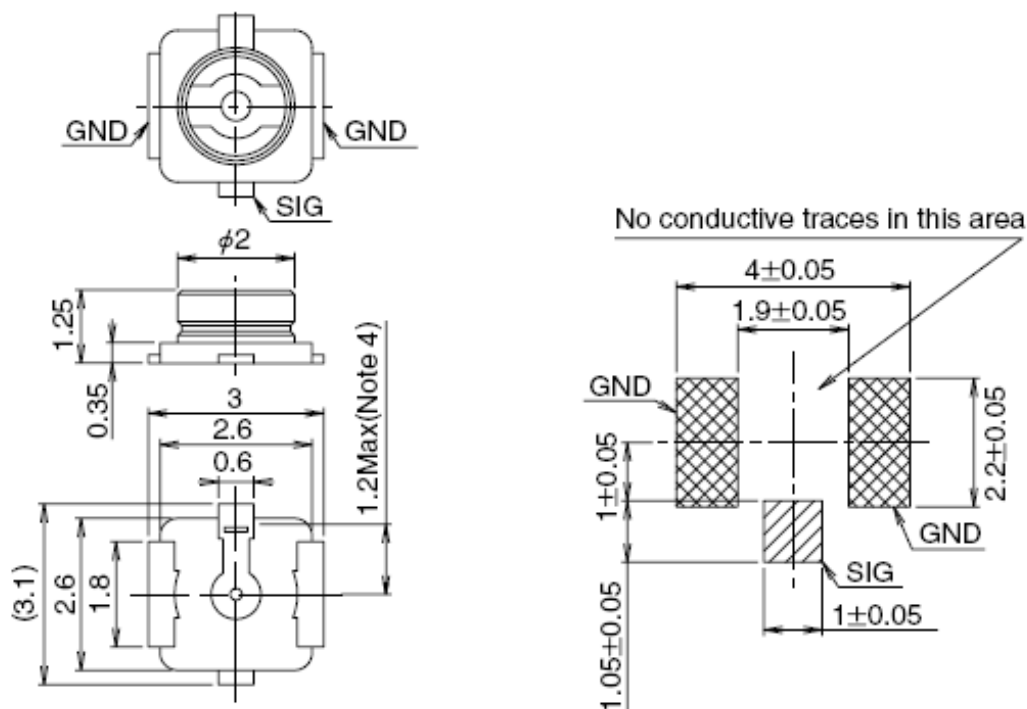 GND
GND
SIG
ϕ2
1.25
0.35
1.2Max(Note 4)
3
2.6
0.6
(3.1)
2.6
1.8
No conductive traces in this area
4±0.05
1.9±0.05
GND
2.2±0.05
1±0.05
GND
SIG
1.05±0.05
1±0.05